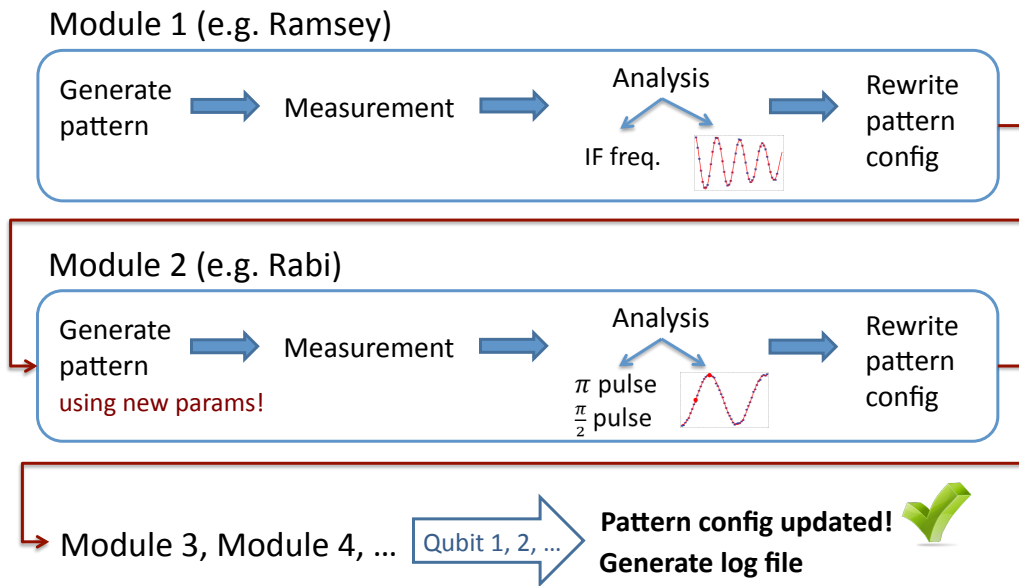 Module 1 (e.g. Ramsey)
Generate
pattern
Measurement
Analysis
IF freq.
Rewrite
pattern
config
Module 2 (e.g. Rabi)
Generate
pattern
using new params!
Measurement
Analysis
π pulse
π/2 pulse
Rewrite
pattern
config
Module 3, Module 4, …
Qubit 1, 2, …
Pattern config updated!
Generate log file